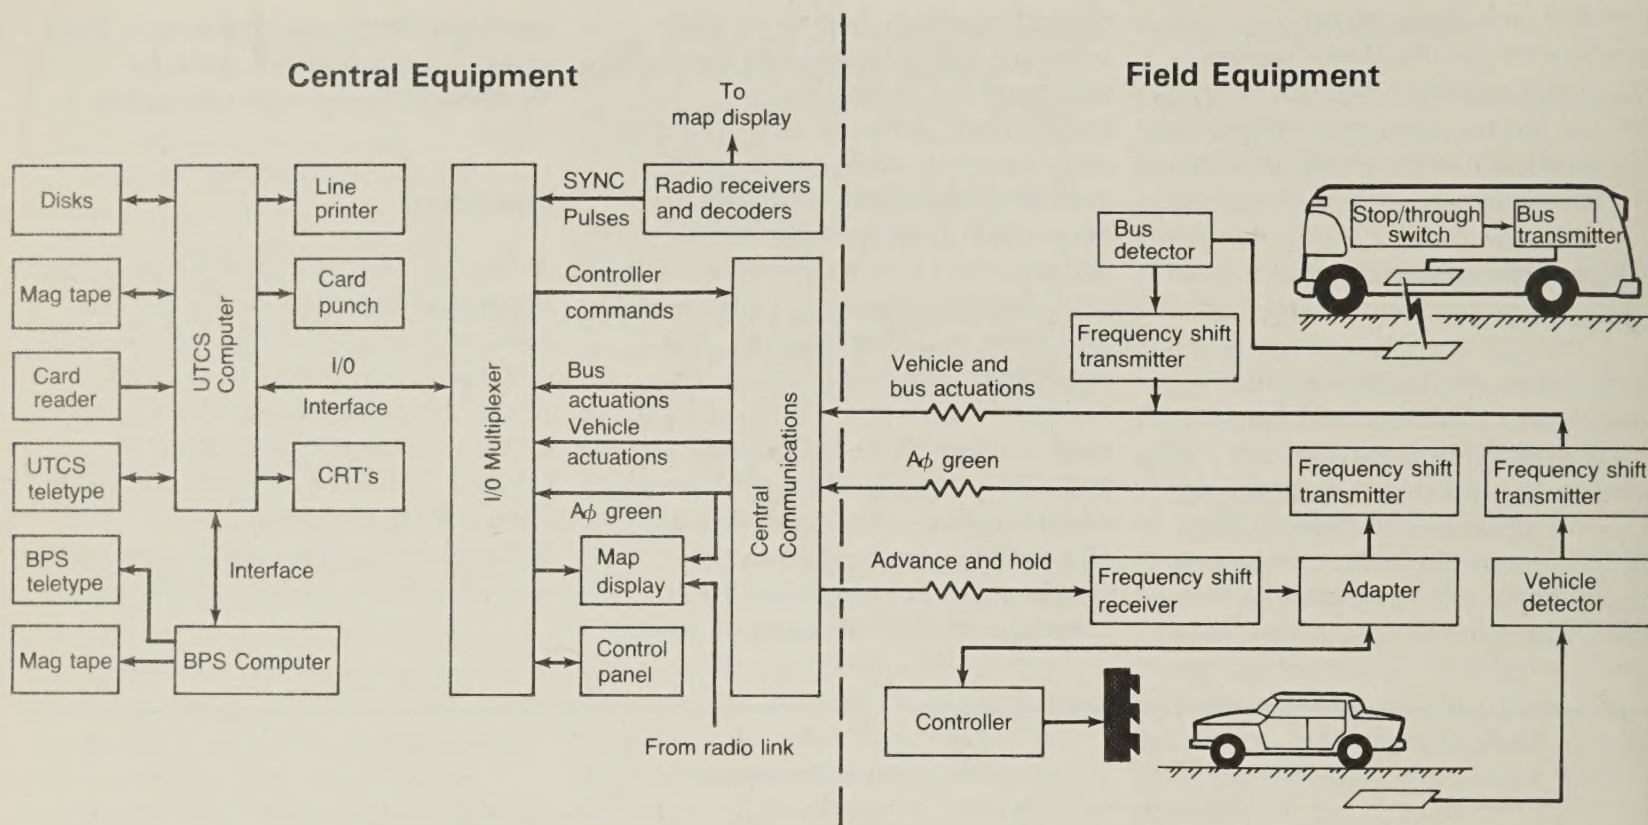 Central Equipment
Field Equipment
To
map display
Disks
Mag tape
Card
reader
UTCS
teletype
BPS
teletype
Mag tape
UTCS
Computer
Line
printer
Card
punch
I/0
Interface
CRT's
Interface
BPS Computer
I/0 Multiplexer
SYNC
Pulses
Radio receivers
and decoders
Controller
commands
Bus
actuations
Vehicle
actuations
Aϕ green
Map
display
Control
panel
From radio link
Central
Communications
Bus
detector
Frequency shift
transmitter
Stop/through
switch
Bus
transmitter
Vehicle and
bus actuations
Aϕ green
Frequency shift
transmitter
Frequency shift
transmitter
Advance and hold
Frequency shift
receiver
Adapter
Vehicle
detector
Controller